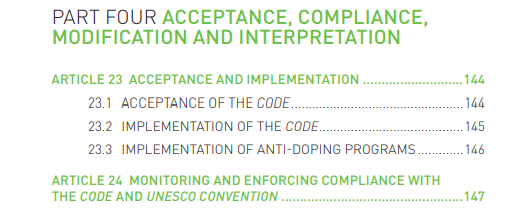 PART FOUR ACCEPTANCE, COMPLIANCE,
MODIFICATION AND INTERPRETATION
ARTICLE 23 ACCEPTANCE AND IMPLEMENTATION ............................144
23.1 ACCEPTANCE OF THE CODE................................................144
23.2 IMPLEMENTATION OF THE CODE........................................145
23.3 IMPLEMENTATION OF ANTI-DOPING PROGRAMS.............146
ARTICLE 24 MONITORING AND ENFORCING COMPLIANCE WITH
THE CODE AND UNESCO CONVENTION ...................................................147